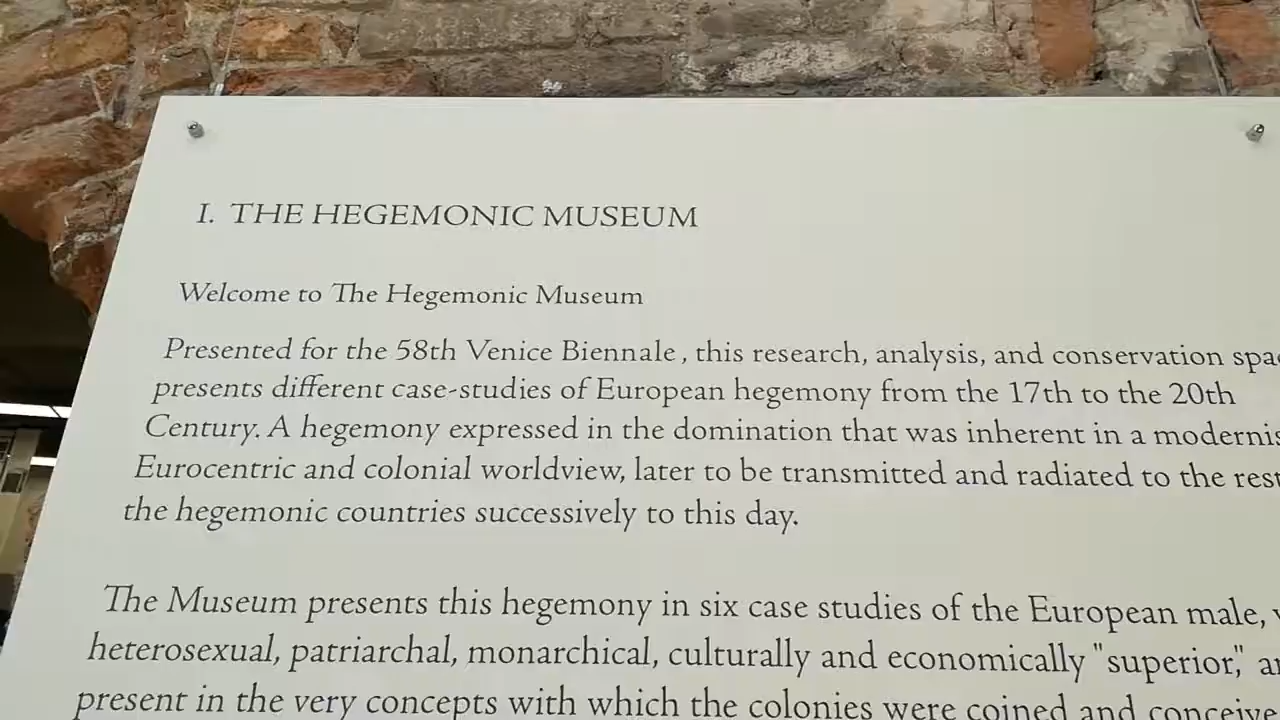 I. THE HEGEMONIC MUSEUM
Welcome to The Hegemonic Museum
Presented for the 58th Venice Biennale, this research, analysis, and conservation
presents different case-studies of European hegemony from the 17th to the 20th
Century. A hegemony expressed in the domination that was inherent in a
Eurocentric and colonial worldview, later to be transmitted and radiated to the rest
the hegemonic countries successively to this day.
The Museum presents this hegemony in six case studies of the European male,
heterosexual, patriarchal, monarchical, culturally and economically "superior,"
present in the very concepts with which the colonies were coined and